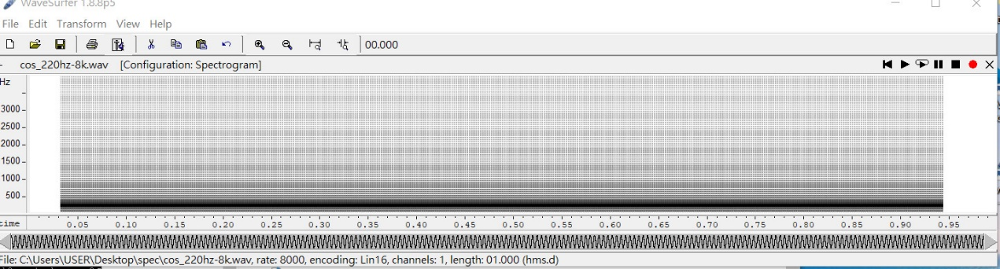 WaveSurfer 1.8.8p5
File Edit Transform View Help
00.000
cos_220hz-8k.wav [Configuration: Spectrogram]
Hz
3000
2500
2000
1500
1000
500
time 0.05 0.10 0.15 0.20 0.25 0.30 0.35 0.40 0.45 0.50 0.55 0.60 0.65 0.70 0.75 0.80 0.85 0.90 0.95
File: C:\Users\USER\Desktop\spec\cos_220hz-8k.wav, rate: 8000, encoding: Lin16, channels: 1, length: 01.000 (hms.d)